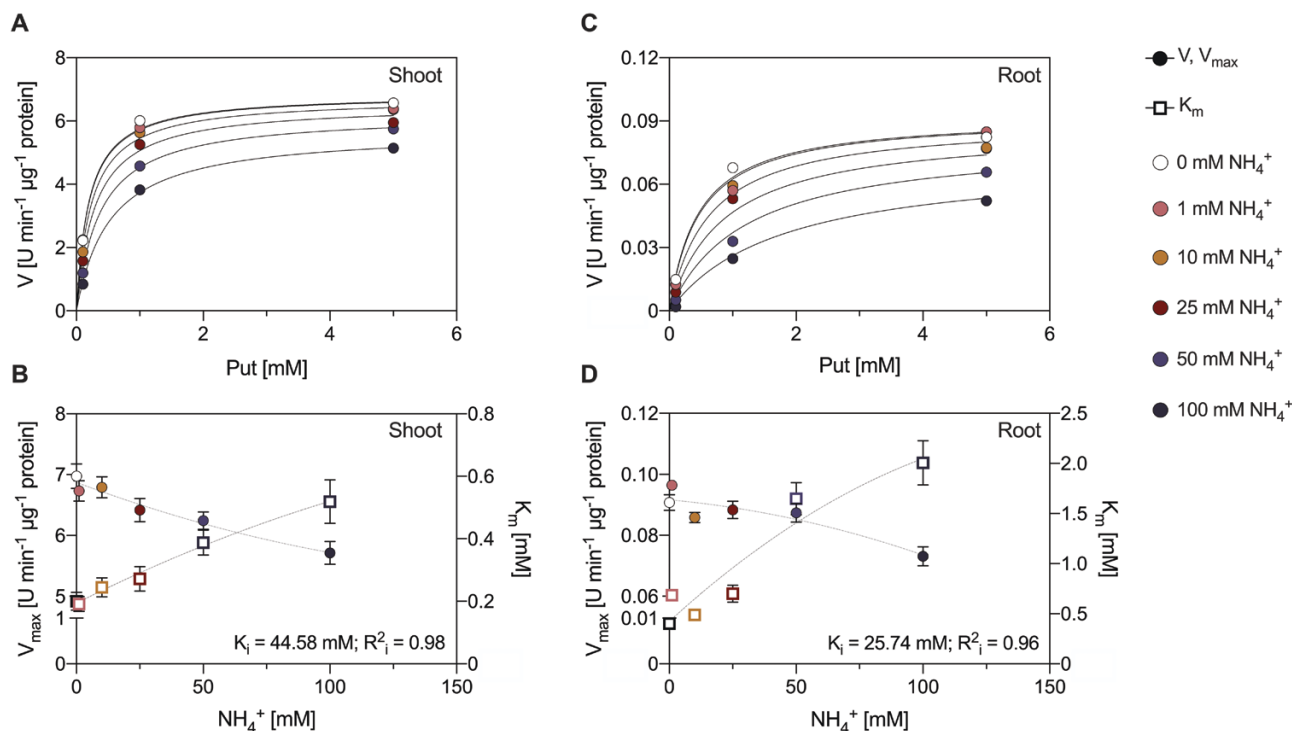 A
Shoot
V [U min⁻¹ µg⁻¹ protein]
8
6
4
2
0
0 2 4 6
Put [mM]
C
Root
V [U min⁻¹ µg⁻¹ protein]
0.12
0.09
0.06
0.03
0
0 2 4 6
Put [mM]
V, Vₘₐₓ
Kₘ
0 mM NH₄⁺
1 mM NH₄⁺
10 mM NH₄⁺
25 mM NH₄⁺
50 mM NH₄⁺
100 mM NH₄⁺
B
Shoot
Vₘₐₓ [U min⁻¹ µg⁻¹ protein]
8
7
6
5
1
0
0.8
0.6
0.4
0.2
0
Kₘ [mM]
Kᵢ = 44.58 mM; R²ᵢ = 0.98
0 50 100 150
NH₄⁺ [mM]
D
Root
Vₘₐₓ [U min⁻¹ µg⁻¹ protein]
0.12
0.10
0.08
0.06
0.01
0
2.5
2.0
1.5
1.0
0.5
0
Kₘ [mM]
Kᵢ = 25.74 mM; R²ᵢ = 0.96
0 50 100 150
NH₄⁺ [mM]